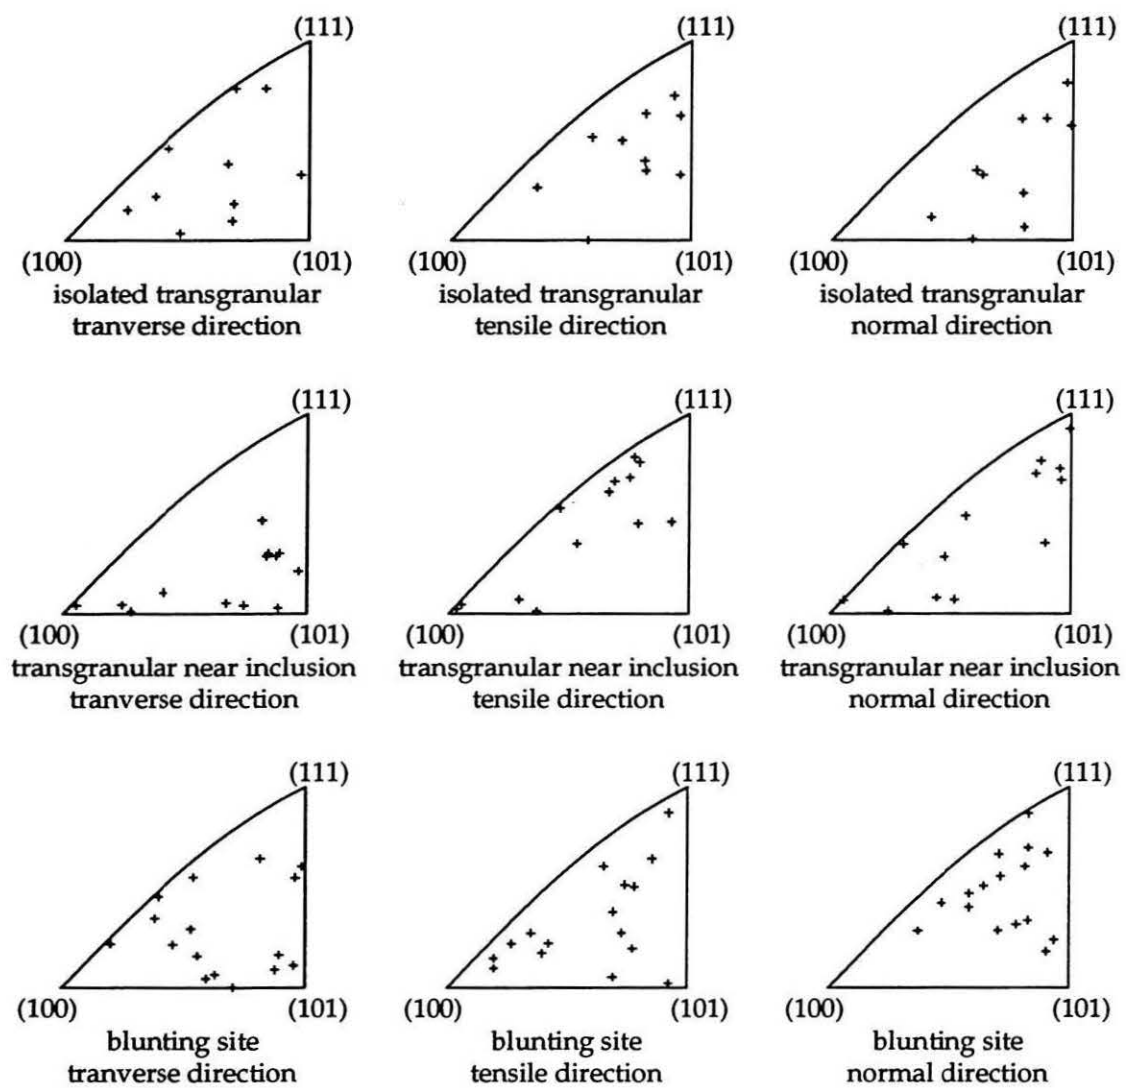 (111) (111) (111)
(100) (101) (100) (101) (100) (101)
isolated transgranular isolated transgranular isolated transgranular
tranverse direction tensile direction normal direction
(111) (111) (111)
(100) (101) (100) (101) (100) (101)
transgranular near inclusion transgranular near inclusion transgranular near inclusion
tranverse direction tensile direction normal direction
(111) (111) (111)
(100) (101) (100) (101) (100) (101)
blunting site blunting site blunting site
tranverse direction tensile direction normal direction